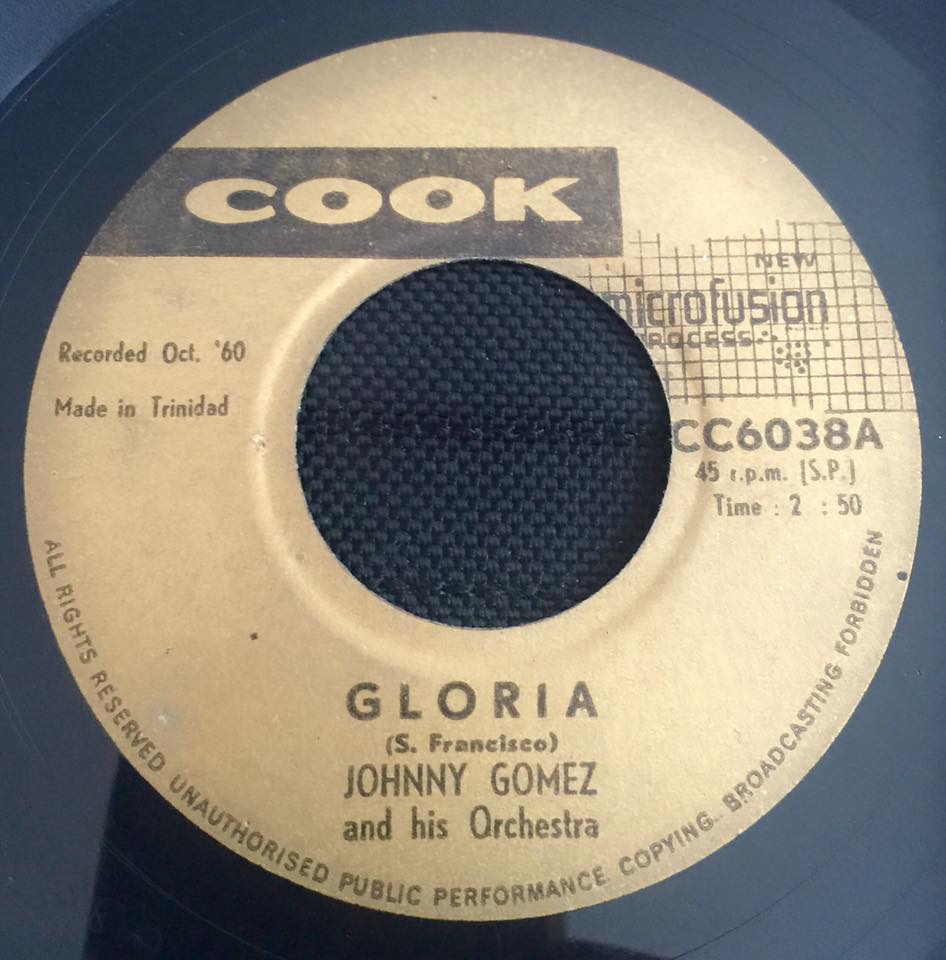 COOK
NEW
microfusion
PROCESS
Recorded Oct. '60
Made in Trinidad
CC6038A
45 r.p.m. [S.P.]
Time : 2 : 50
GLORIA
(S. Francisco)
JOHNNY GOMEZ
and his Orchestra
ALL RIGHTS RESERVED UNAUTHORISED PUBLIC PERFORMANCE. COPYING.. BROADCASTING FORBIDDEN